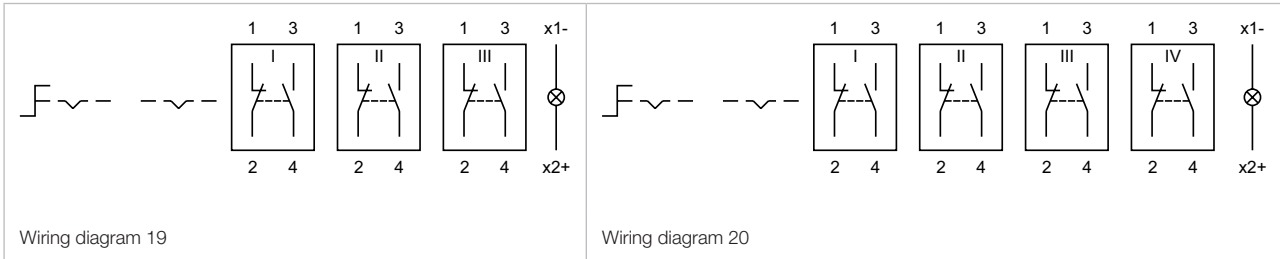 1 3 1 3 1 3 x1-
I II III
2 4 2 4 2 4 x2+
Wiring diagram 19
1 3 1 3 1 3 1 3 x1-
I II III IV
2 4 2 4 2 4 2 4 x2+
Wiring diagram 20